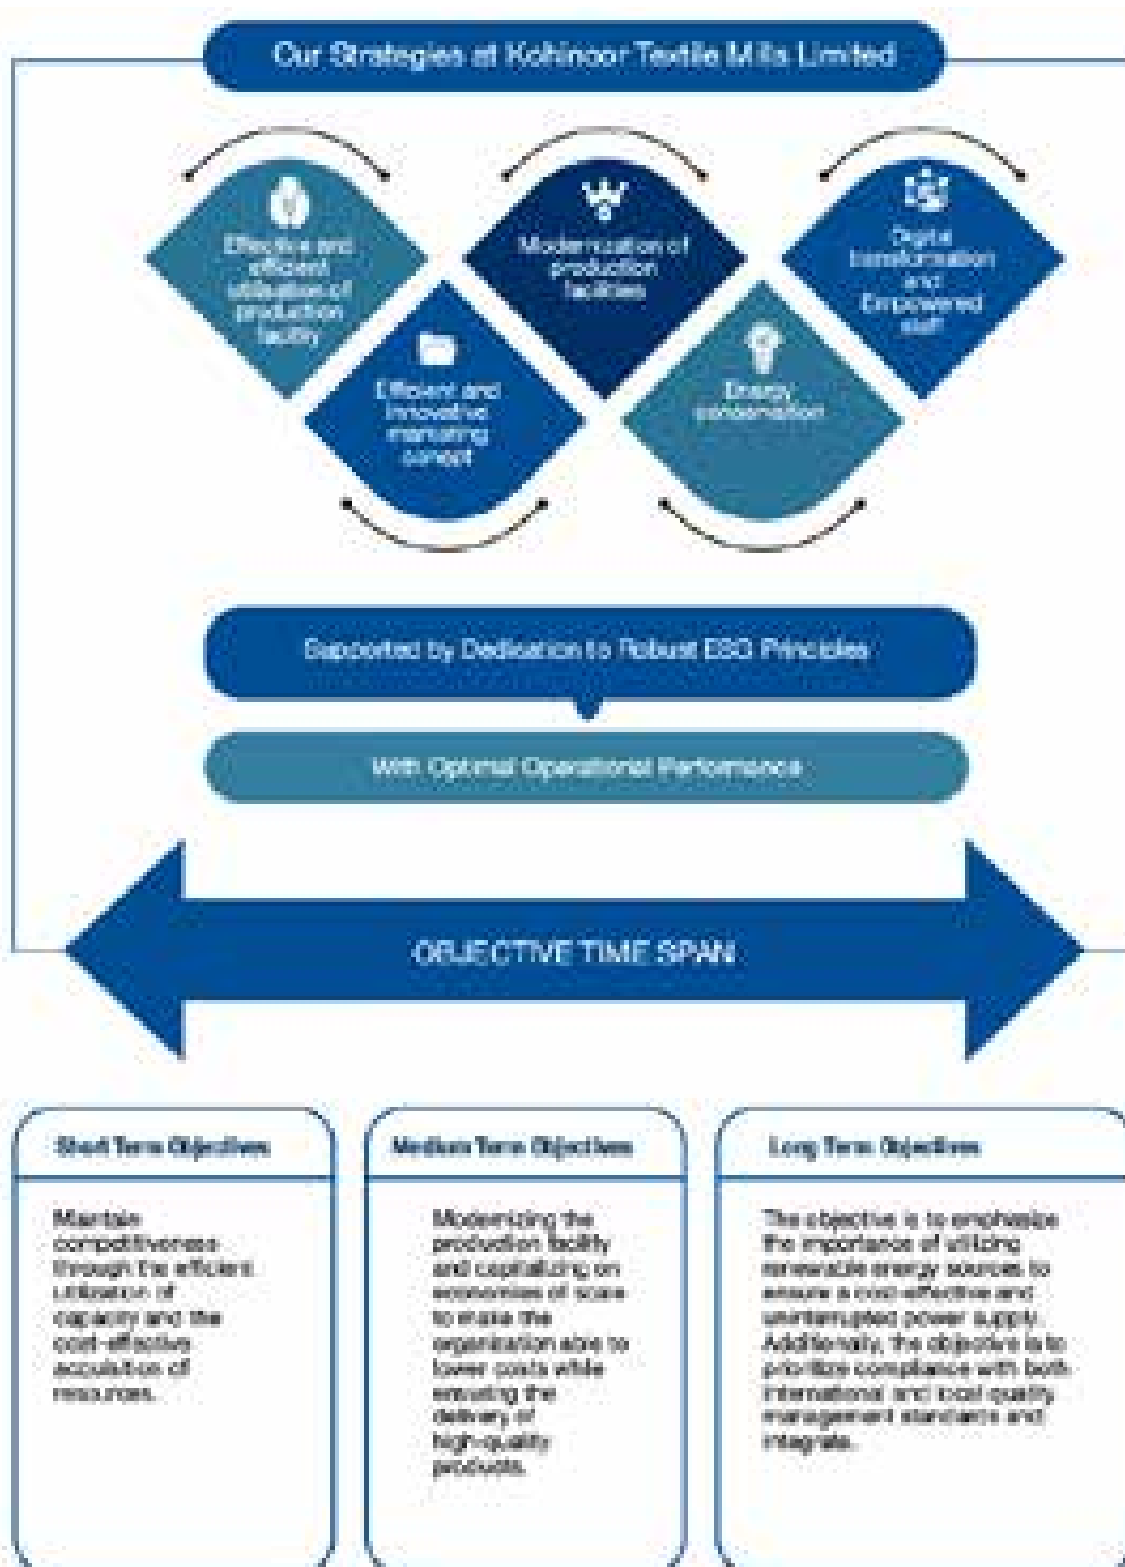 Our Strategies at Kohinoor Textile Mills Limited
Effective and
efficient
utilisation of
production
facility
Modernization of
production
facilities
Digital
transformation
and
Empowered
staff
Efficient and
innovative
marketing
Energy
conservation
Supported by Dedication to Robust ESG Principles
With Optimal Operational Performance
OBJECTIVE TIME SPAN
Short Term Objectives
Maintain
competitiveness
through the efficient
utilization of
capacity and the
cost-effective
acquisition of
resources.
Medium Term Objectives
Modernizing the
production facility
and capitalizing on
economies of scale
to make the
organization able to
lower costs while
ensuring the
delivery of
high-quality
products.
Long Term Objectives
The objective is to emphasize
the importance of utilizing
renewable energy sources to
ensure a cost-effective and
uninterrupted power supply.
Additionally, the objective is to
prioritize compliance with both
international and local quality
management standards and
integrate.